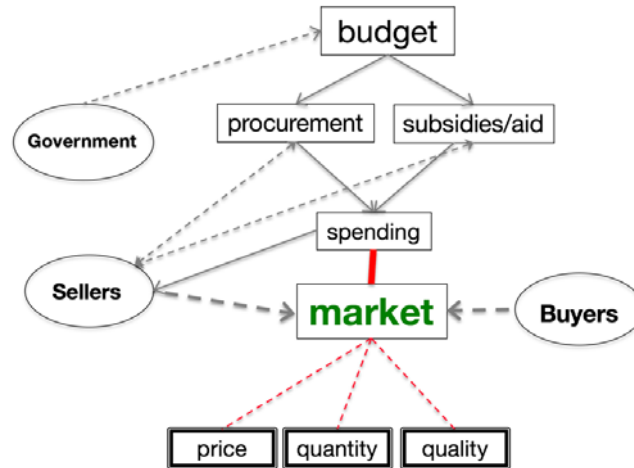 budget
procurement
subsidies/aid
Government
spending
Sellers
market
Buyers
price
quantity
quality